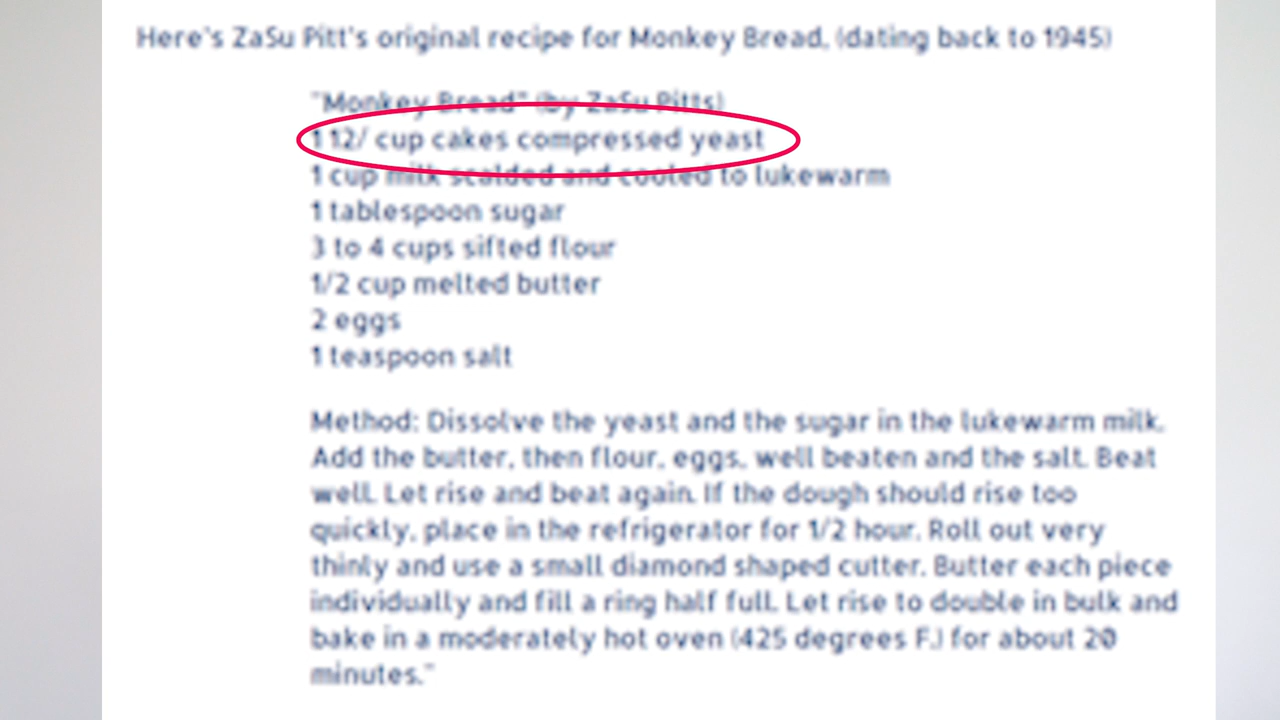 Here's ZaSu Pitt's original recipe for Monkey Bread, (dating back to 1945)
"Monkey Bread" (by ZaSu Pitts)
1 12/ cup cakes compressed yeast
1 cup milk scalded and cooled to lukewarm
1 tablespoon sugar
3 to 4 cups sifted flour
1/2 cup melted butter
2 eggs
1 teaspoon salt
Method: Dissolve the yeast and the sugar in the lukewarm milk.
Add the butter, then flour, eggs, well beaten and the salt. Beat
well. Let rise and beat again. If the dough should rise too
quickly, place in the refrigerator for 1/2 hour. Roll out very
thinly and use a small diamond shaped cutter. Butter each piece
individually and fill a ring half full. Let rise to double in bulk and
bake in a moderately hot oven (425 degrees F.) for about 20
minutes."